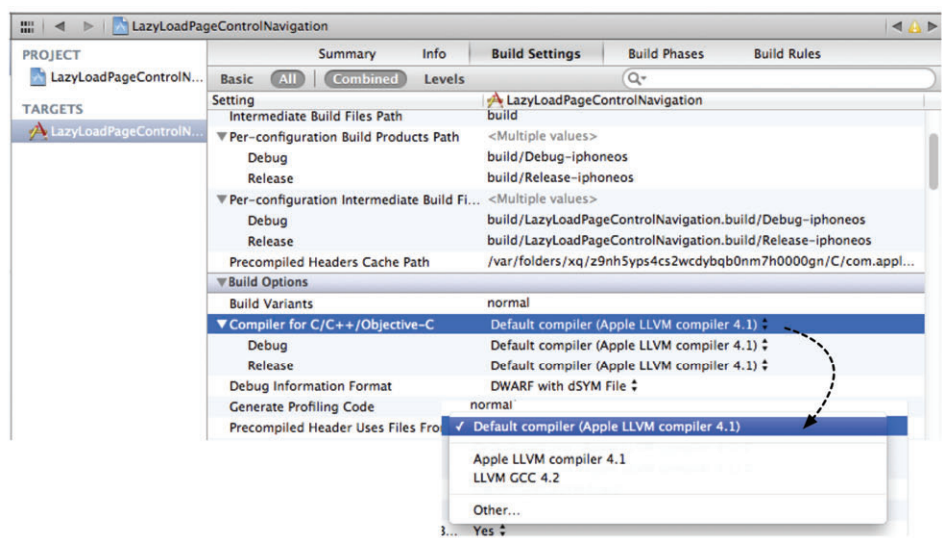 LazyLoadPageControlNavigation
PROJECT
LazyLoadPageControlN...
TARGETS
LazyLoadPageControlN...
Summary Info Build Settings Build Phases Build Rules
Basic All Combined Levels
Setting LazyLoadPageControlNavigation
Intermediate Build Files Path build
Per-configuration Build Products Path <Multiple values>
Debug build/Debug-iphoneos
Release build/Release-iphoneos
Per-configuration Intermediate Build Fi... <Multiple values>
Debug build/LazyLoadPageControlNavigation.build/Debug-iphoneos
Release build/LazyLoadPageControlNavigation.build/Release-iphoneos
Precompiled Headers Cache Path /var/folders/xq/z9nh5yps4cs2wcdybqb0nm7h0000gn/C/com.appl...
Build Options
Build Variants normal
Compiler for C/C++/Objective-C Default compiler (Apple LLVM compiler 4.1)
Debug Default compiler (Apple LLVM compiler 4.1)
Release Default compiler (Apple LLVM compiler 4.1)
Debug Information Format DWARF with dSYM File
Generate Profiling Code normal
Precompiled Header Uses Files Fro ✓ Default compiler (Apple LLVM compiler 4.1)
Apple LLVM compiler 4.1
LLVM GCC 4.2
Other...
3... Yes